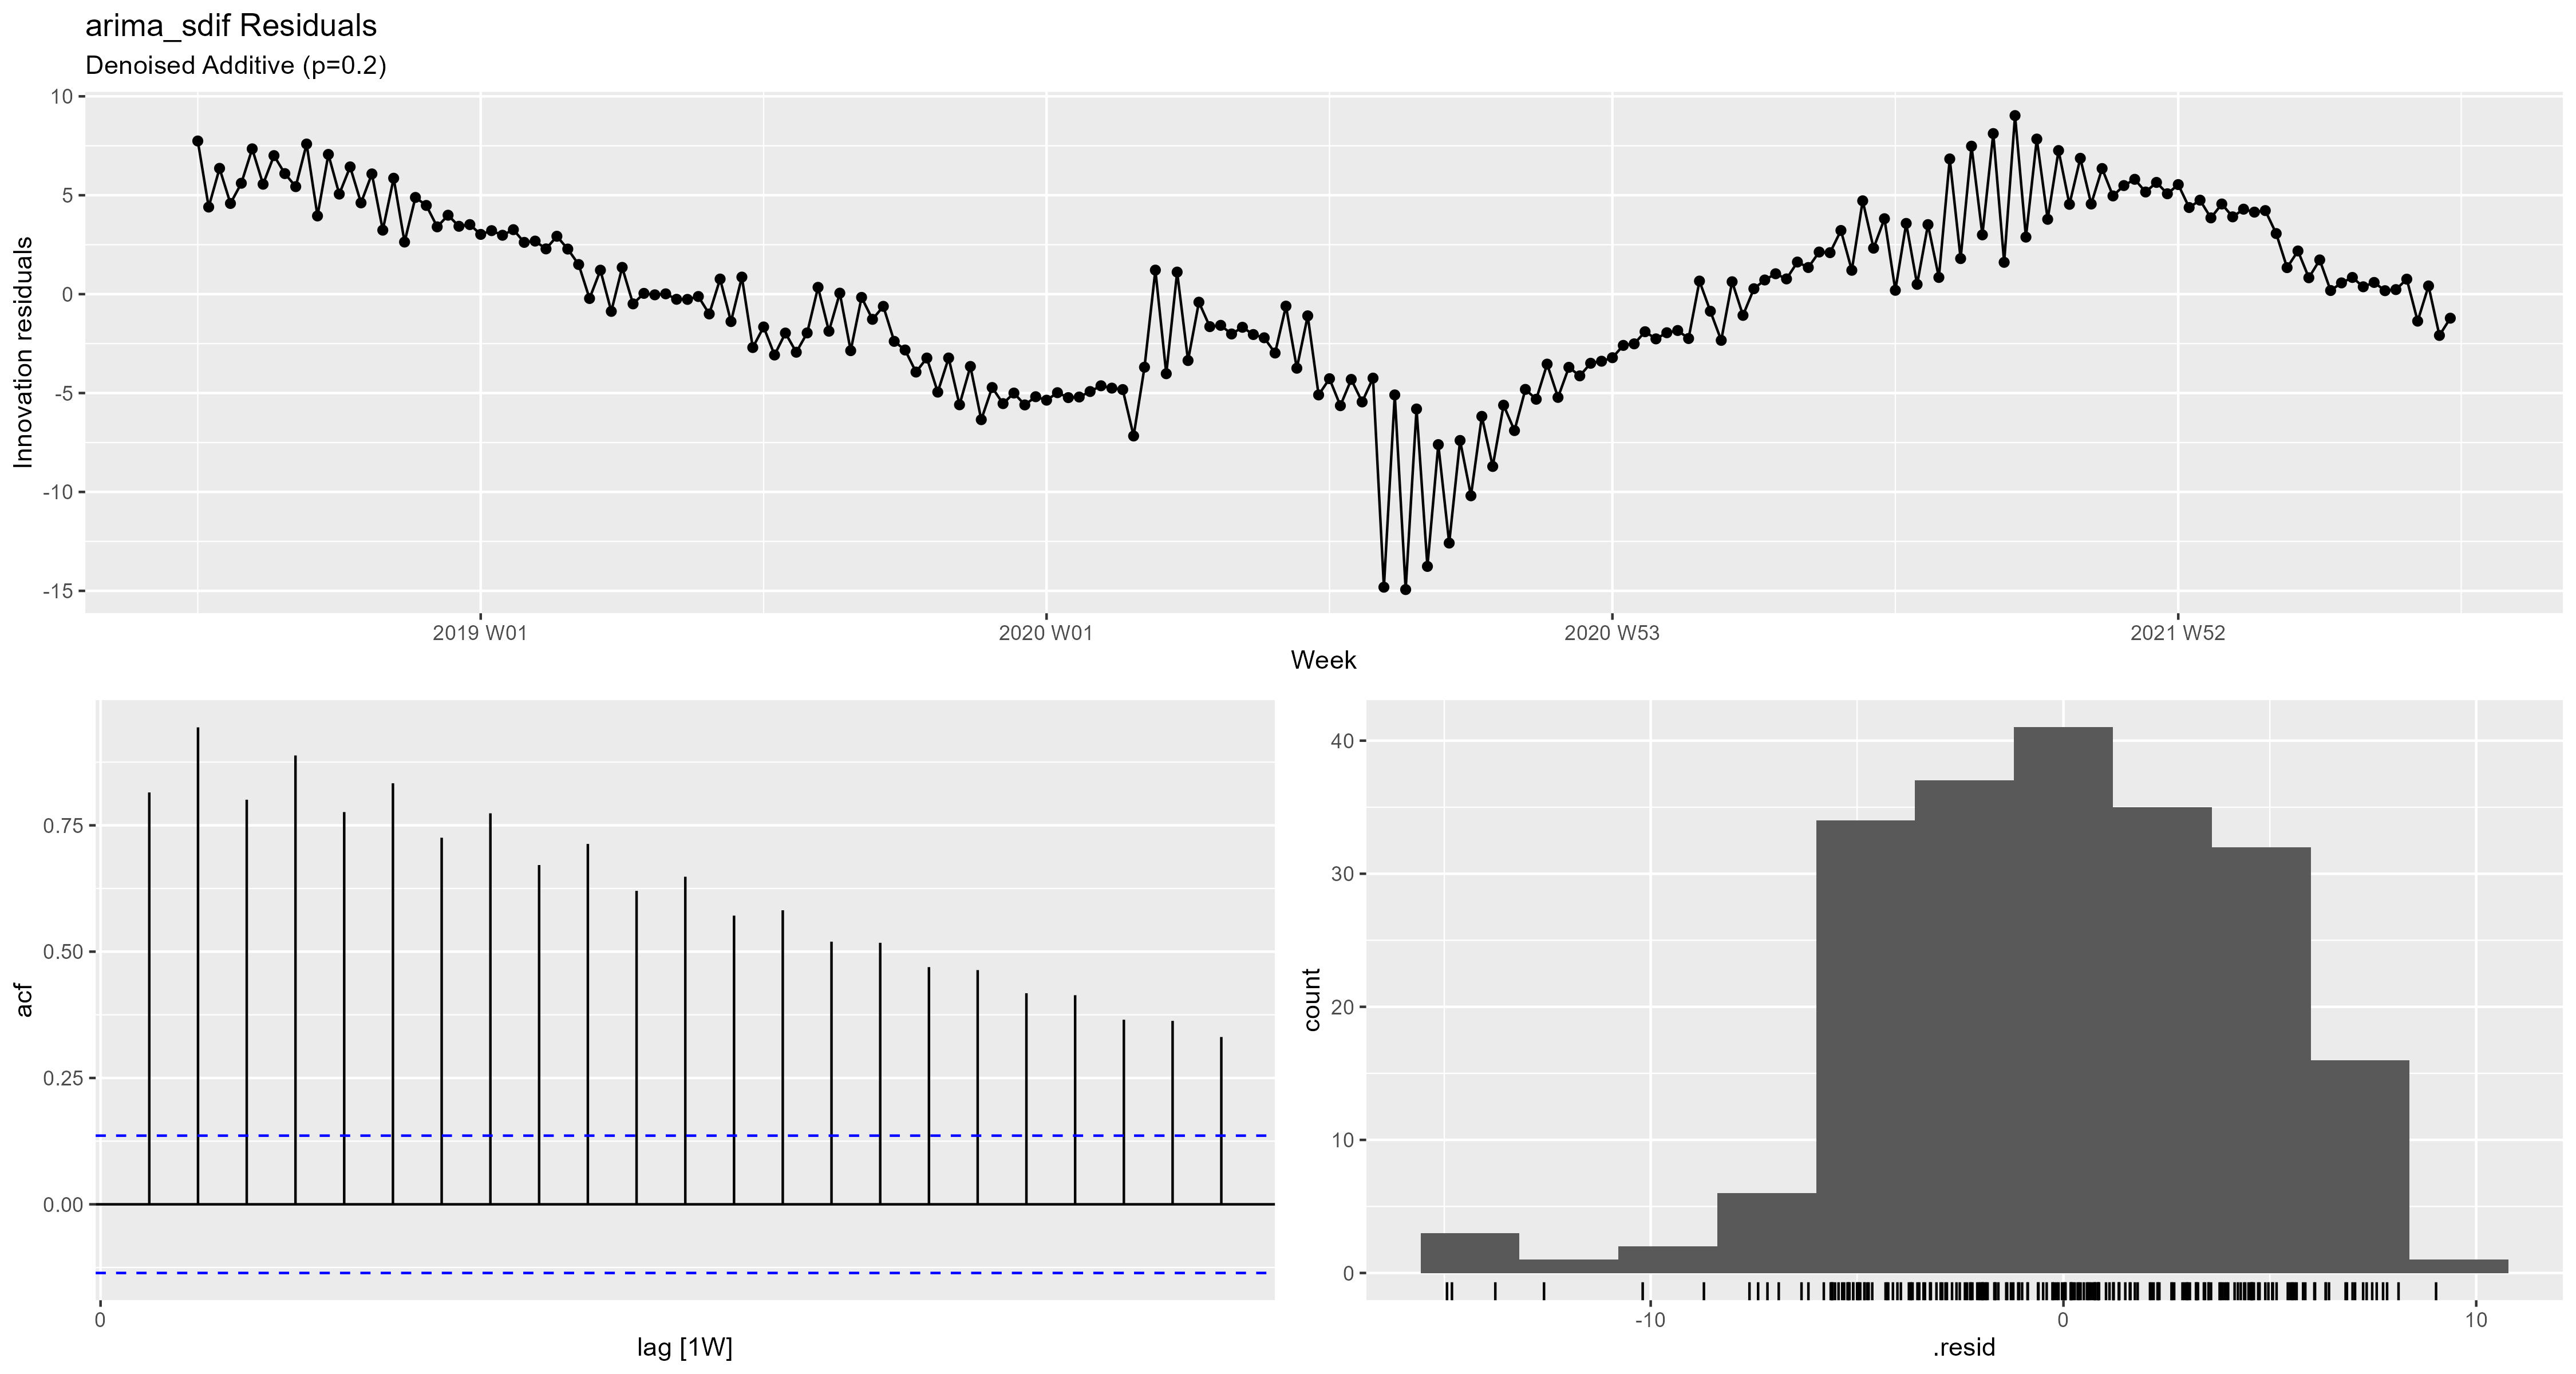 arima_sdif Residuals
Denoised Additive (p=0.2)
Innovation residuals
10
5
0
-5
-10
-15
2019 W01
2020 W01
2020 W53
2021 W52
Week
acf
0.75
0.50
0.25
0.00
0
lag [1W]
count
40
30
20
10
0
-10
0
10
.resid